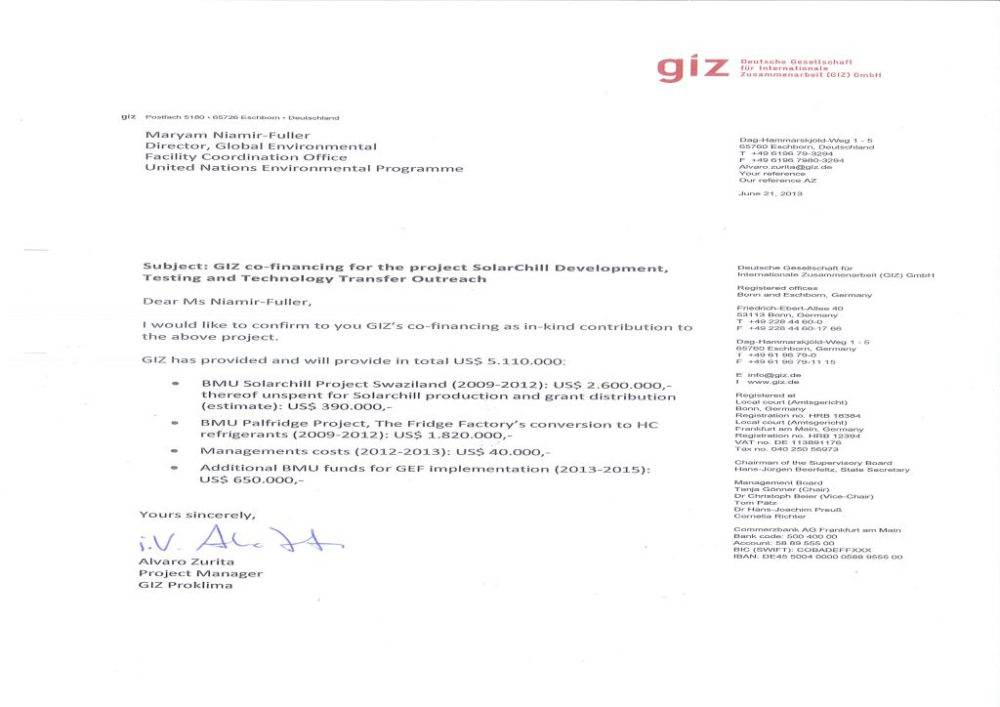 giz Deutsche Gesellschaft
für Internationale
Zusammenarbeit (GIZ) GmbH
giz Postfach 5180 • 65726 Eschborn • Deutschland
Maryam Niamir-Fuller
Director, Global Environmental
Facility Coordination Office
United Nations Environmental Programme
Dag-Hammarskjöld-Weg 1 - 5
65760 Eschborn, Deutschland
T +49 6196 79-3294
F +49 6196 7980-3294
Alvaro.zurita@giz.de
Your reference
Our reference AZ
June 21, 2013
Subject: GIZ co-financing for the project SolarChill Development,
Testing and Technology Transfer Outreach
Dear Ms Niamir-Fuller,
I would like to confirm to you GIZ's co-financing as in-kind contribution to
the above project.
GIZ has provided and will provide in total US$ 5.110.000:
• BMU Solarchill Project Swaziland (2009-2012): US$ 2.600.000,-
thereof unspent for Solarchill production and grant distribution
(estimate): US$ 390.000,-
• BMU Palfridge Project, The Fridge Factory's conversion to HC
refrigerants (2009-2012): US$ 1.820.000,-
• Managements costs (2012-2013): US$ 40.000,-
• Additional BMU funds for GEF implementation (2013-2015):
US$ 650.000,-
Yours sincerely,
i.V.
Alvaro Zurita
Project Manager
GIZ Proklima
Deutsche Gesellschaft für
Internationale Zusammenarbeit (GIZ) GmbH
Registered offices
Bonn and Eschborn, Germany
Friedrich-Ebert-Allee 40
53113 Bonn, Germany
T +49 228 44 60-0
F +49 228 44 60-17 66
Dag-Hammarskjöld-Weg 1 - 5
65760 Eschborn, Germany
T +49 61 96 79-0
F +49 61 96 79-11 15
E info@giz.de
I www.giz.de
Registered at
Local court (Amtsgericht)
Bonn, Germany
Registration no. HRB 18384
Local court (Amtsgericht)
Frankfurt am Main, Germany
Registration no. HRB 12394
VAT no. DE 113891176
Tax no. 040 250 56973
Chairman of the Supervisory Board
Hans-Jürgen Beerfeltz, State Secretary
Management Board
Tanja Gönner (Chair)
Dr Christoph Beier (Vice-Chair)
Tom Pätz
Dr Hans-Joachim Preuß
Cornelia Richter
Commerzbank AG Frankfurt am Main
Bank code: 500 400 00
Account: 58 89 555 00
BIC (SWIFT): COBADEFFXXX
IBAN: DE45 5004 0000 0588 9555 00